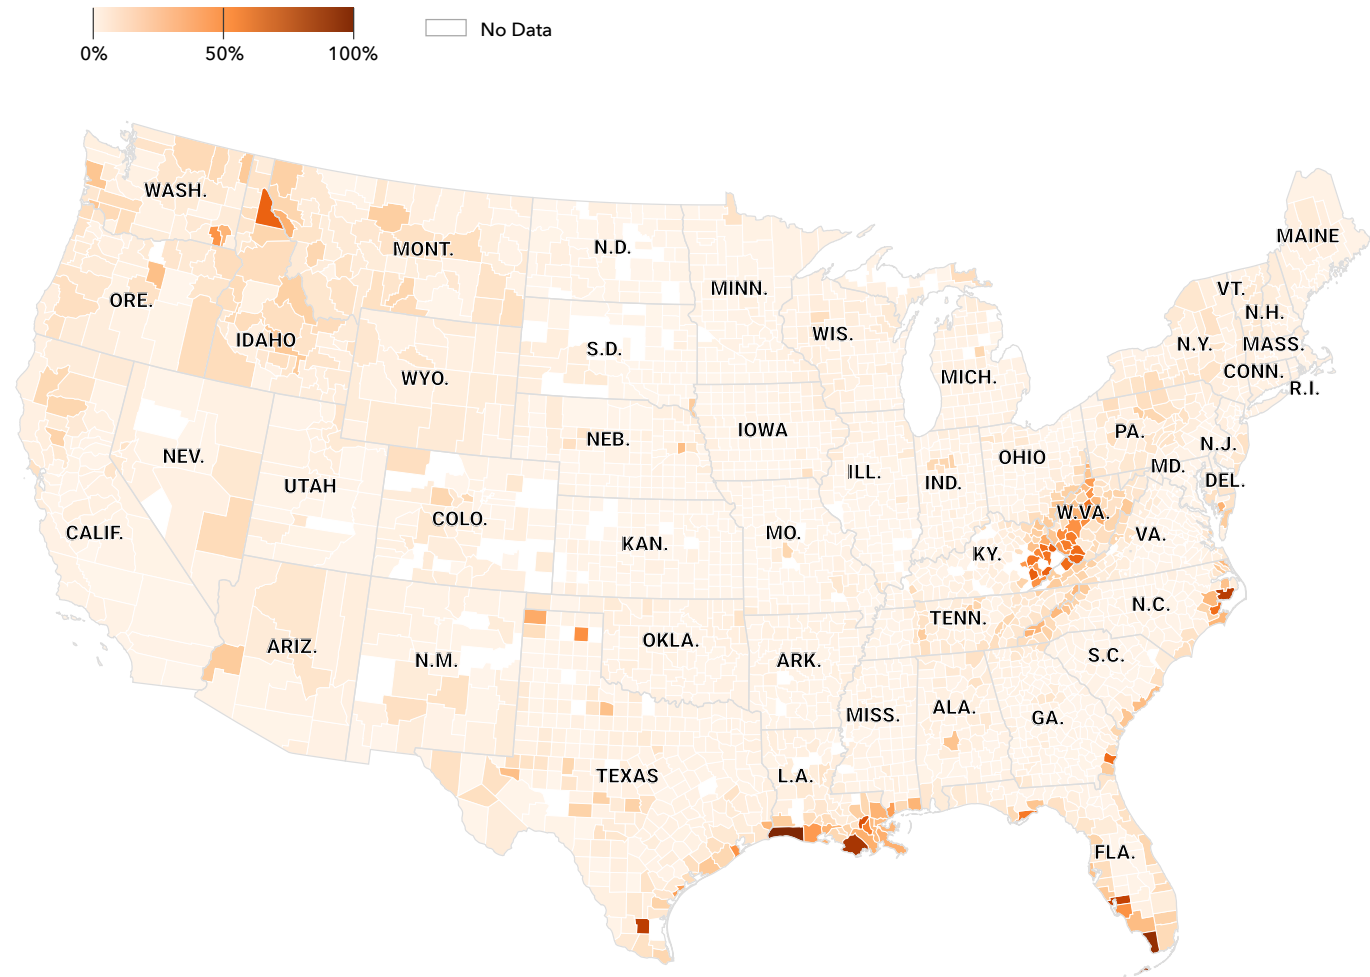 0%
50%
100%
No Data
WASH.
MONT.
N.D.
MINN.
MAINE
VT.
N.H.
ORE.
IDAHO
S.D.
WIS.
N.Y.
MASS.
WYO.
MICH.
CONN.
R.I.
NEB.
IOWA
PA.
N.J.
NEV.
UTAH
ILL.
IND.
OHIO
MD.
DEL.
CALIF.
COLO.
KAN.
MO.
KY.
W.VA.
VA.
ARIZ.
N.M.
OKLA.
ARK.
TENN.
N.C.
S.C.
MISS.
ALA.
GA.
TEXAS
L.A.
FLA.